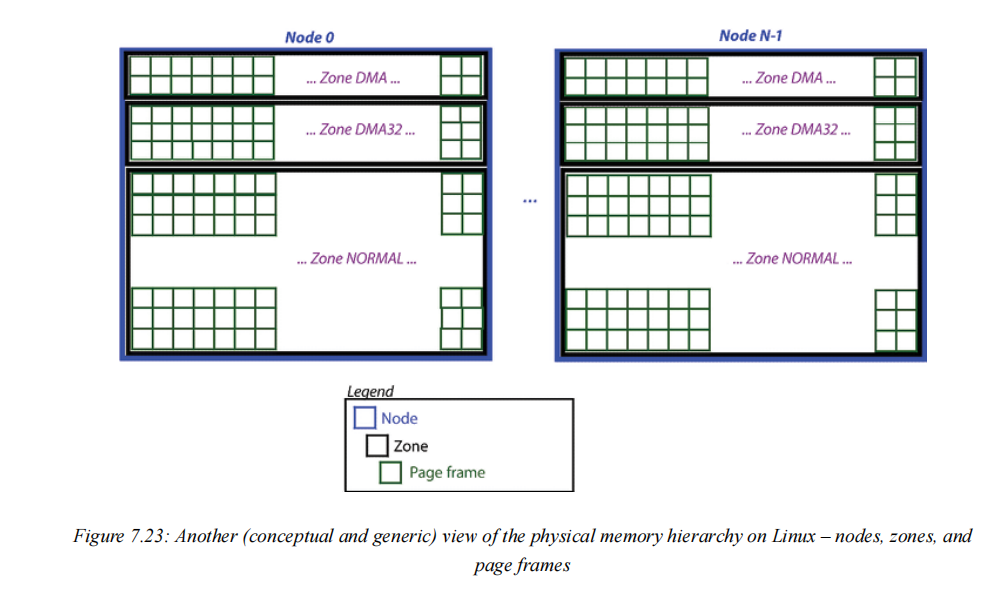 Node 0
Node N-1
... Zone DMA ...
... Zone DMA ...
... Zone DMA32 ...
... Zone DMA32 ...
...
... Zone NORMAL ...
... Zone NORMAL ...
Legend
Node
Zone
Page frame
Figure 7.23: Another (conceptual and generic) view of the physical memory hierarchy on Linux – nodes, zones, and
page frames